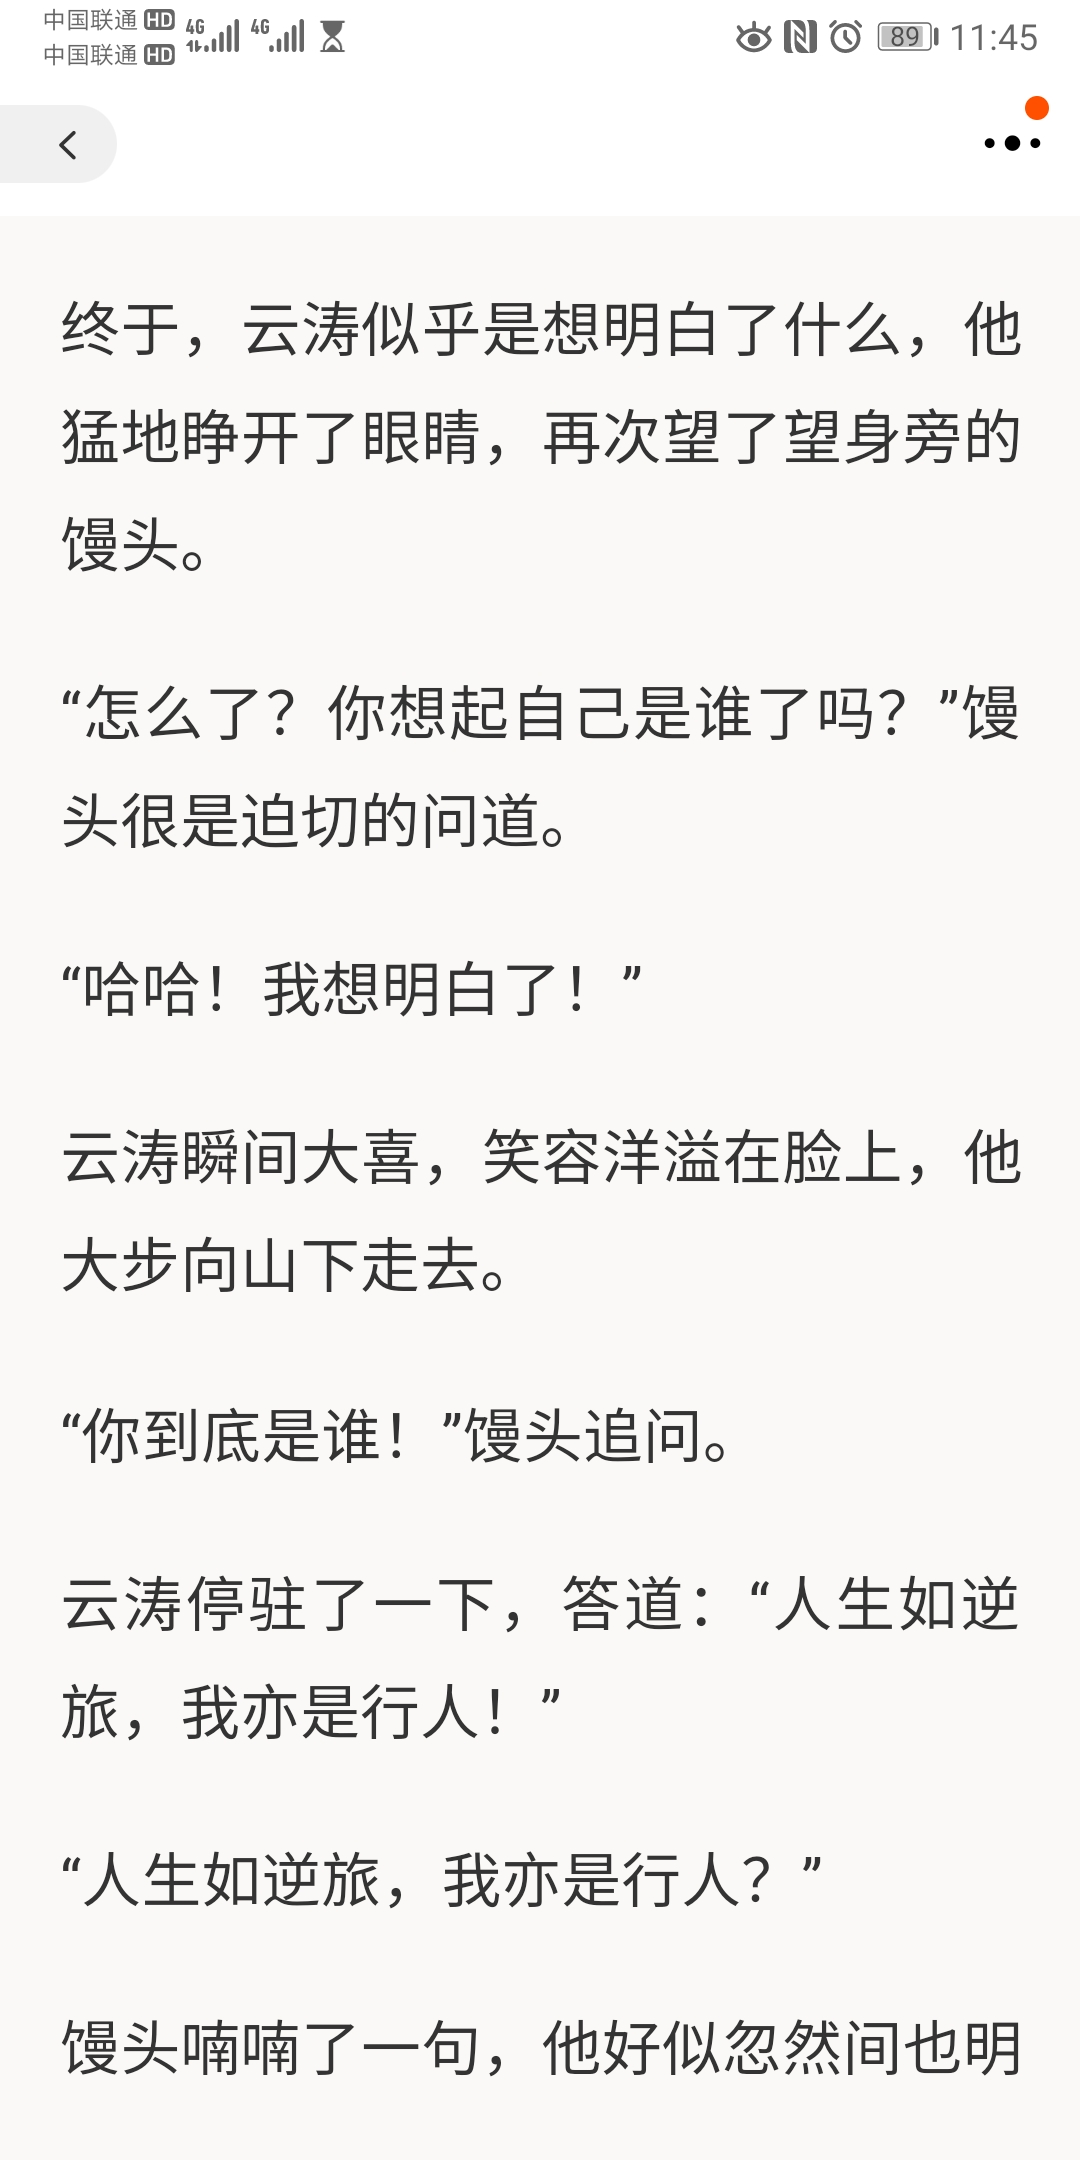 中国联通 HD 4G 4G 89 11:45
中国联通 HD
终于，云涛似乎是想明白了什么，他
猛地睁开了眼睛，再次望了望身旁的
馒头。
“怎么了？你想起自己是谁了吗？”馒
头很是迫切的问道。
“哈哈！我想明白了！”
云涛瞬间大喜，笑容洋溢在脸上，他
大步向山下走去。
“你到底是谁！”馒头追问。
云涛停驻了一下，答道：“人生如逆
旅，我亦是行人！”
“人生如逆旅，我亦是行人？”
馒头喃喃了一句，他好似忽然间也明